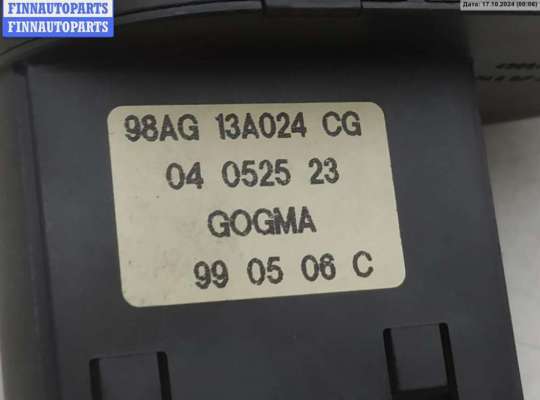 FINNAUTOPARTS
FINNAUTOPARTS
Дата: 17.10.2024 (00:06)
98AG 13A024 CG
04 0525 23
GOGMA
99 05 06 C